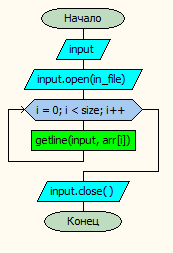 Начало
input
input.open(in_file)
i = 0; i < size; i++
getline(input, arr[i])
input.close( )
Конец